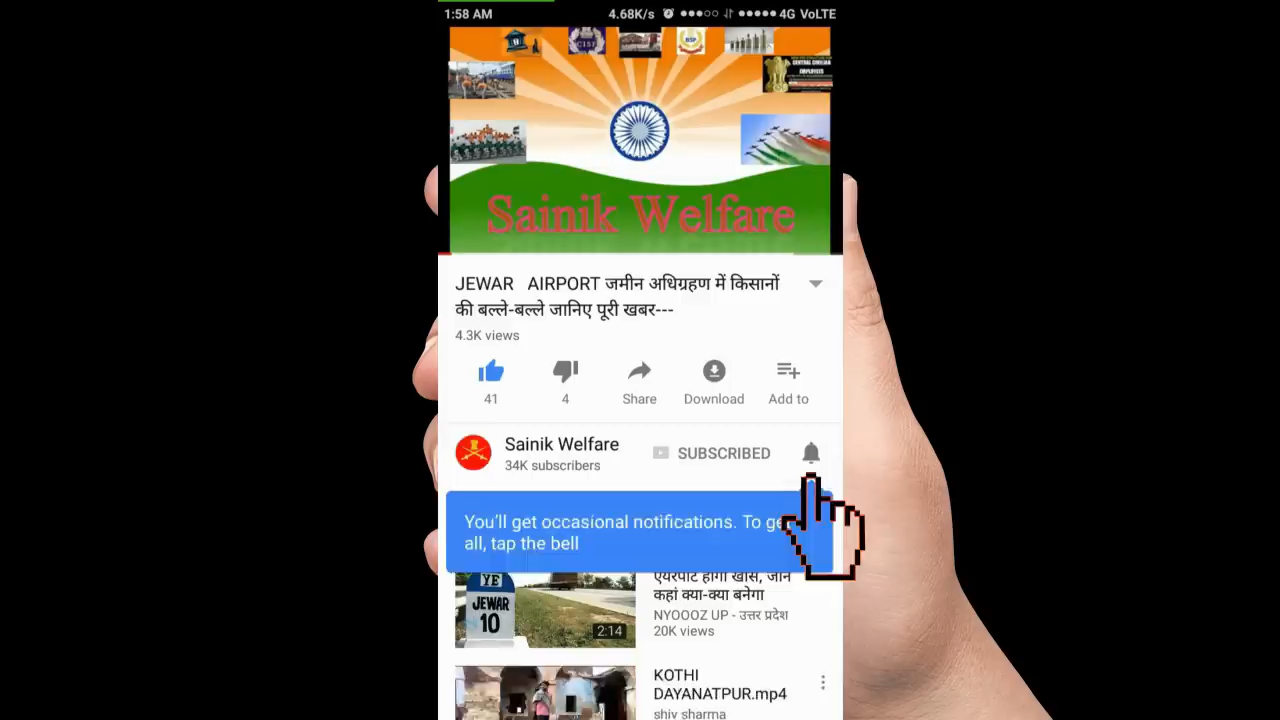 1:58 AM 4.68K/s 4G VoLTE
CISF
CENTRAL CIVILIAN
EMPLOYEES
Sainik Welfare
JEWAR AIRPORT जमीन अधिग्रहण में किसानों
की बल्ले-बल्ले जानिए पूरी खबर---
4.3K views
41 4 Share Download Add to
Sainik Welfare SUBSCRIBED
34K subscribers
You'll get occasional notifications. To
all, tap the bell
एयरपोर्ट होगा खास, जानें
कहां क्या-क्या बनेगा
NYOOOZ UP - उत्तर प्रदेश
20K views
YE
JEWAR
10
2:14
KOTHI
DAYANATPUR.mp4
shiv sharma